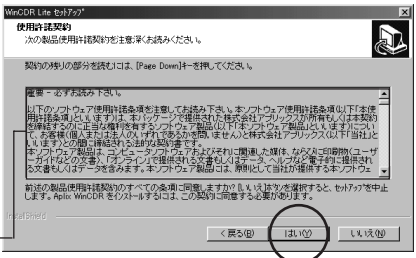 WinCDR Lite ｾｯﾄｱｯﾌﾟ
使用許諾契約
次の製品使用許諾契約を注意深くお読みください。
契約の残りの部分を読むには、[Page Down]キーを押してください。
重要 - 必ずお読み下さい。
以下のソフトウェア使用許諾条項を注意してお読み下さい。本ソフトウェア使用許諾条項(以下「本使
用許諾条項」といいます)は、本パッケージで提供された株式会社アプリックスが所有もしくは本契約
を締結するのに正当な権利を有するソフトウェア製品(以下「本ソフトウェア製品」といいます)につい
て、お客様(個人または法人のいずれであるかを問いません)と株式会社アプリックス(以下「当社」と
いいます)との間に締結される法的な契約書です。
本ソフトウェア製品は、コンピュータソフトウェアおよびそれに関連した媒体、ならびに印刷物(ユーザ
ーガイドなどの文書)、「オンライン」で提供される文書もしくはデータ、ヘルプなど電子的に提供され
る文書もしくはデータを含みます。本ソフトウェア製品には、原則として当社が提供する本ソフトウェ
前述の製品使用許諾契約のすべての条項に同意しますか? [いいえ]ボタンを選択すると、ｾｯﾄｱｯﾌﾟを中止
します。Aplix WinCDR をインストールするには、この契約に同意する必要があります。
InstallShield
< 戻る(B)
はい(Y)
いいえ(N)